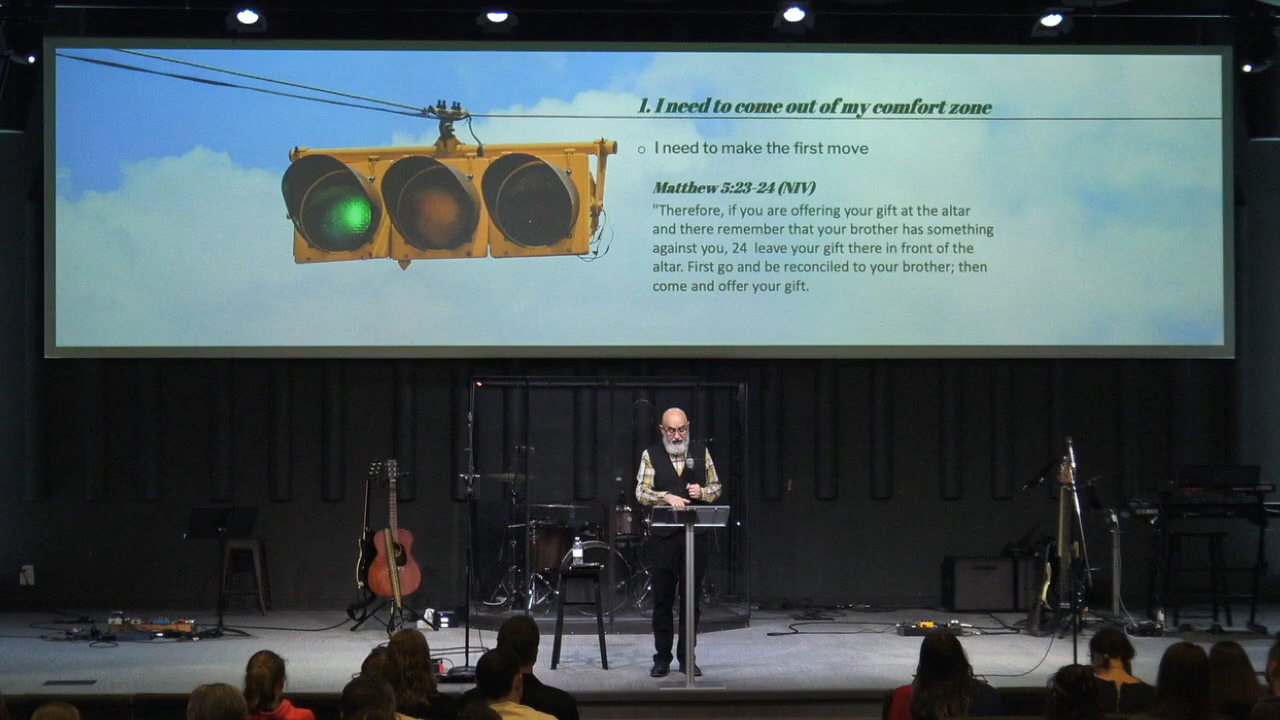 1. I need to come out of my comfort zone
I need to make the first move
Matthew 5:23-24 (NIV)
"Therefore, if you are offering your gift at the altar
and there remember that your brother has something
against you, 24 leave your gift there in front of the
altar. First go and be reconciled to your brother; then
come and offer your gift.